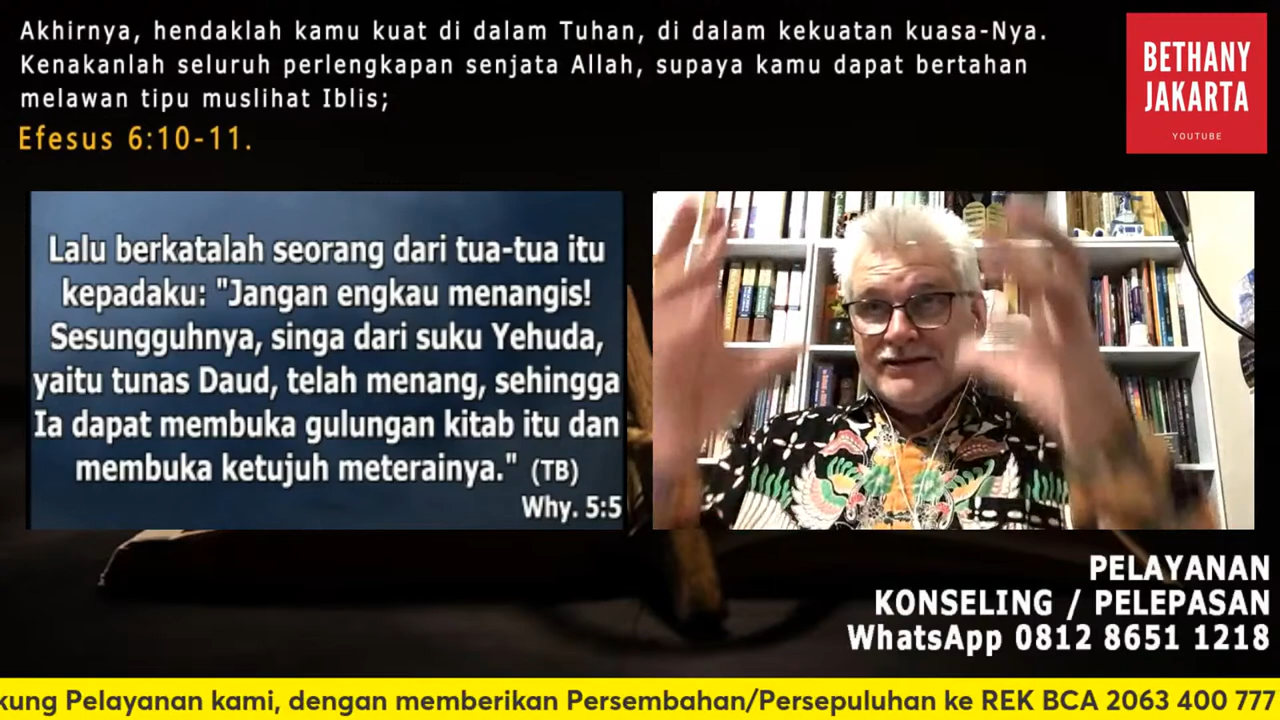 Akhirnya, hendaklah kamu kuat di dalam Tuhan, di dalam kekuatan kuasa-Nya.
Kenakanlah seluruh perlengkapan senjata Allah, supaya kamu dapat bertahan
melawan tipu muslihat Iblis;
Efesus 6:10-11.
BETHANY
JAKARTA
YOUTUBE
Lalu berkatalah seorang dari tua-tua itu
kepadaku: "Jangan engkau menangis!
Sesungguhnya, singa dari suku Yehuda,
yaitu tunas Daud, telah menang, sehingga
Ia dapat membuka gulungan kitab itu dan
membuka ketujuh meterainya." (TB)
Why. 5:5
PELAYANAN
KONSELING / PELEPASAN
WhatsApp 0812 8651 1218
kung Pelayanan kami, dengan memberikan Persembahan/Persepuluhan ke REK BCA 2063 400 777